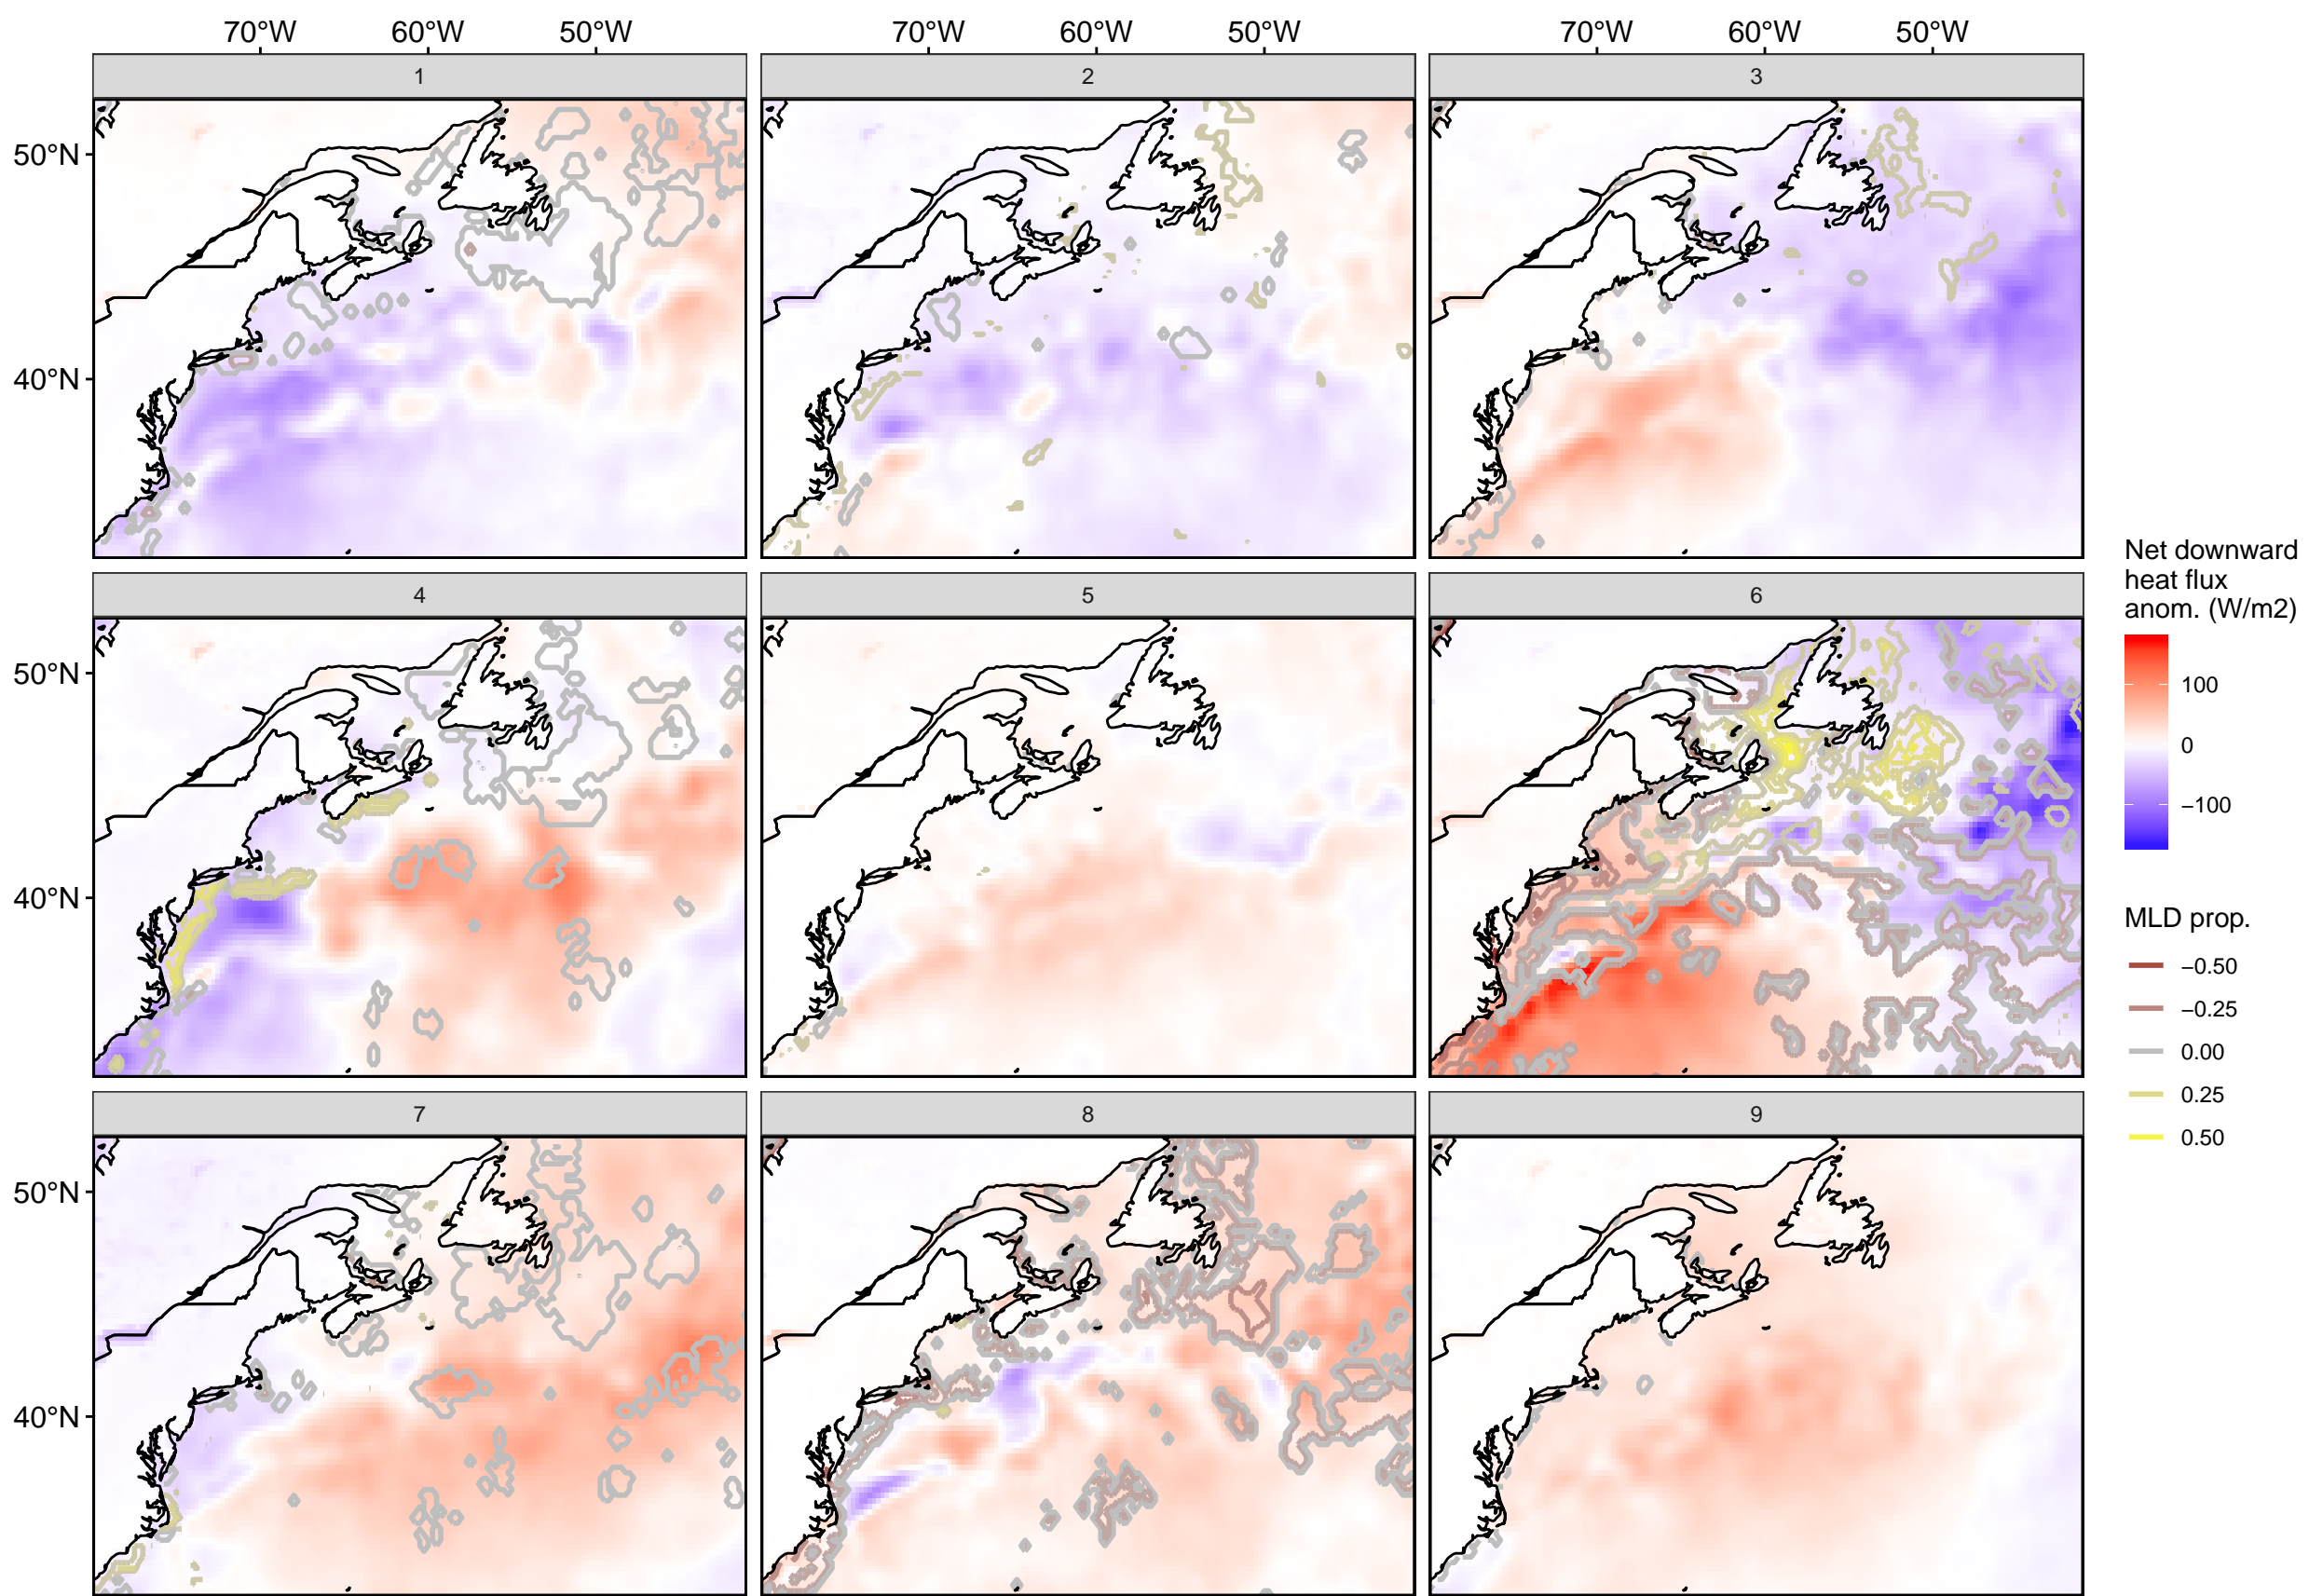 70°W 60°W 50°W 70°W 60°W 50°W 70°W 60°W 50°W
1 2 3
50°N
40°N
4 5 6
50°N
40°N
7 8 9
50°N
40°N
Net downward
heat flux
anom. (W/m2)
100
0
−100
MLD prop.
−0.50
−0.25
0.00
0.25
0.50